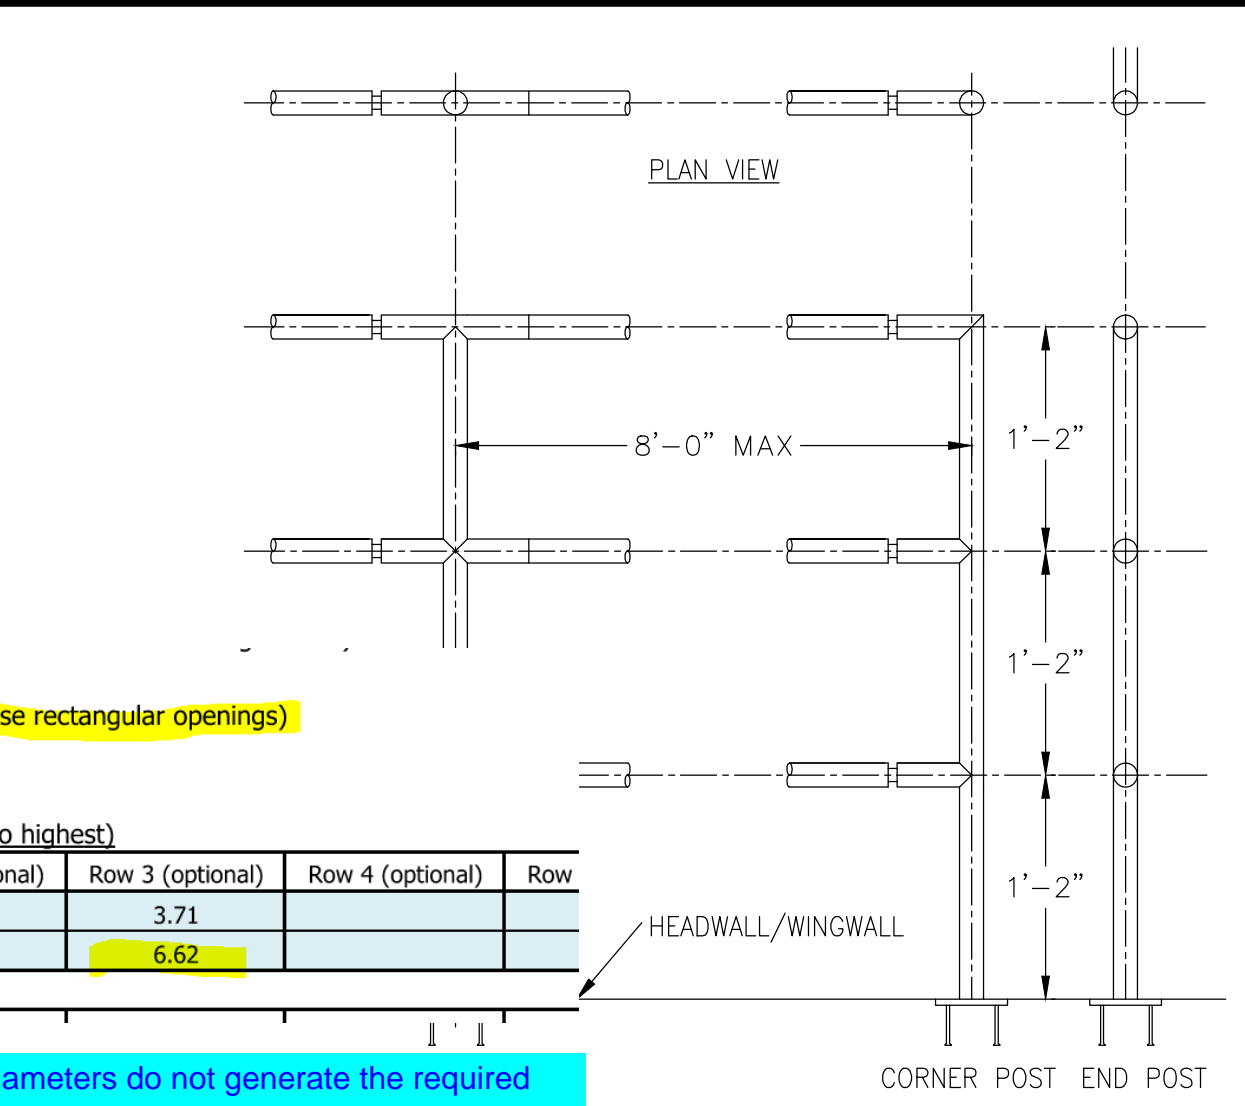 PLAN VIEW
8'-0" MAX
1'-2"
1'-2"
se rectangular openings)
o highest)
onal) Row 3 (optional) Row 4 (optional) Row
3.71
6.62
1'-2"
HEADWALL/WINGWALL
ameters do not generate the required
CORNER POST END POST